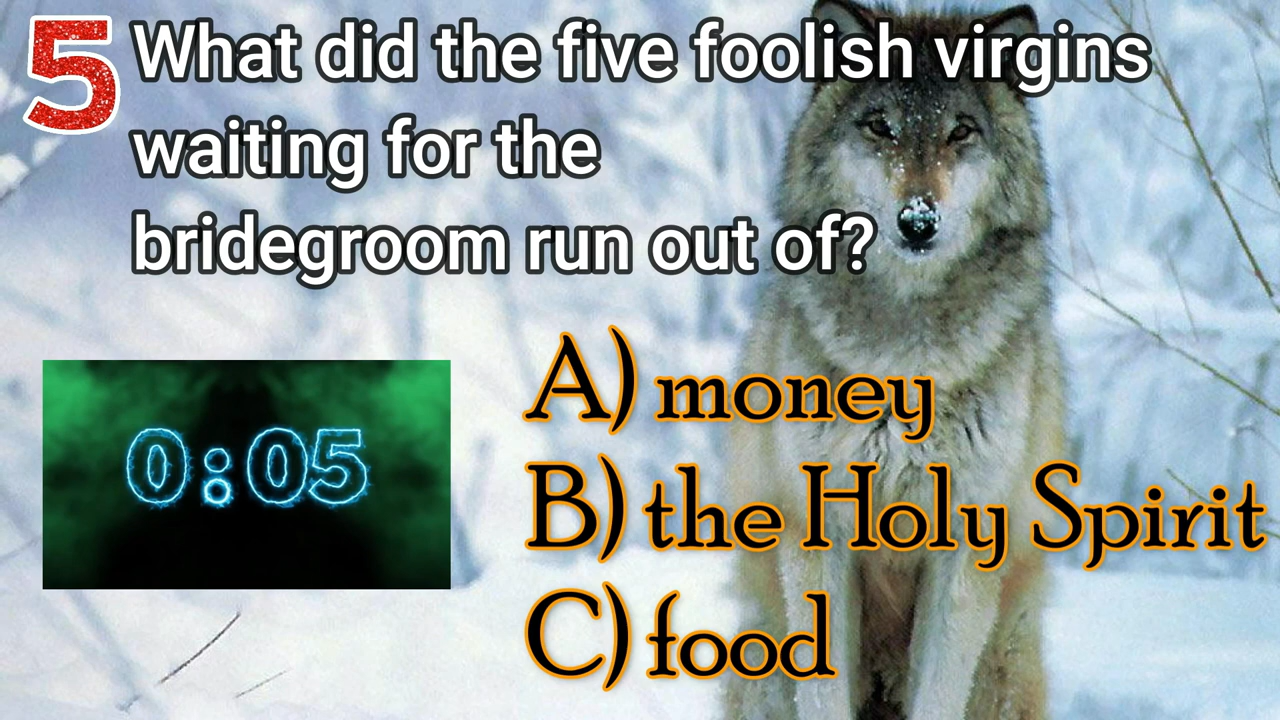 5 What did the five foolish virgins
waiting for the
bridegroom run out of?
0:05
A) money
B) the Holy Spirit
C) food